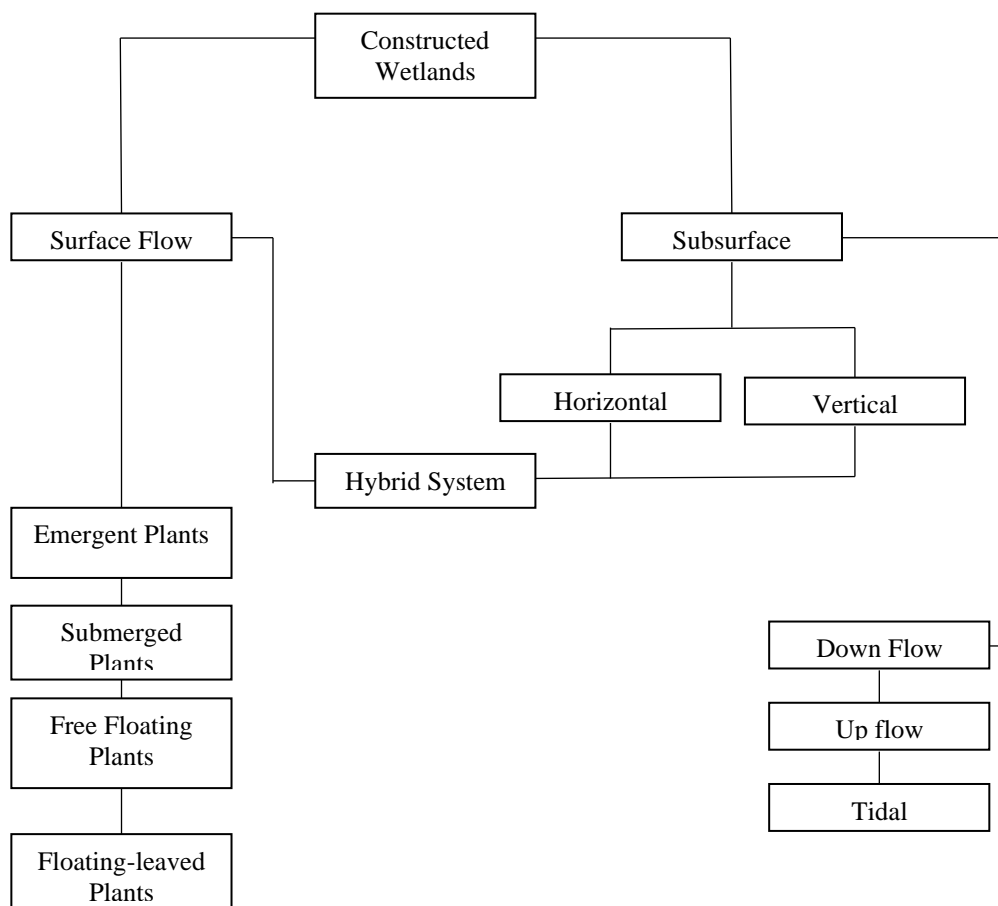 Constructed
Wetlands
Surface Flow
Subsurface
Horizontal
Vertical
Hybrid System
Emergent Plants
Submerged
Plants
Free Floating
Plants
Floating-leaved
Plants
Down Flow
Up flow
Tidal